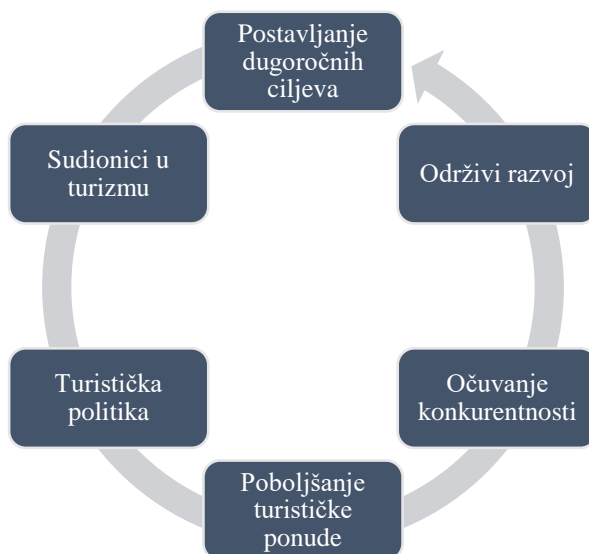 Postavljanje
dugoročnih
ciljeva
Sudionici u
turizmu
Održivi razvoj
Turistička
politika
Očuvanje
konkurentnosti
Poboljšanje
turističke
ponude